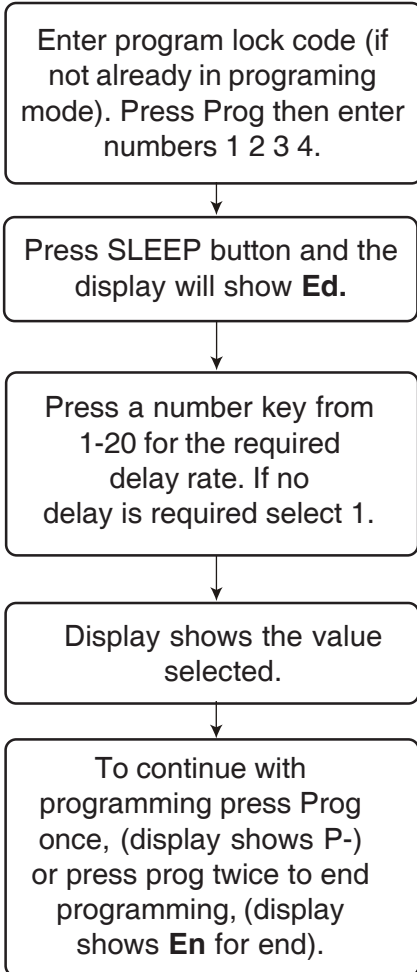 Enter program lock code (if
not already in programing
mode). Press Prog then enter
numbers 1 2 3 4.
Press SLEEP button and the
display will show Ed.
Press a number key from
1-20 for the required
delay rate. If no
delay is required select 1.
Display shows the value
selected.
To continue with
programming press Prog
once, (display shows P-)
or press prog twice to end
programming, (display
shows En for end).